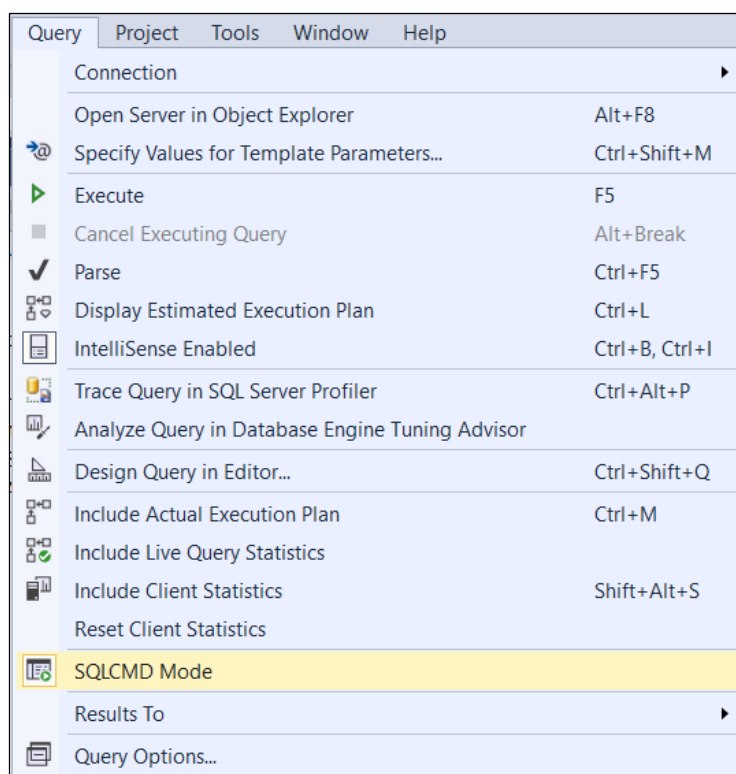 Query Project Tools Window Help
Connection
Open Server in Object Explorer Alt+F8
Specify Values for Template Parameters... Ctrl+Shift+M
Execute F5
Cancel Executing Query Alt+Break
Parse Ctrl+F5
Display Estimated Execution Plan Ctrl+L
IntelliSense Enabled Ctrl+B, Ctrl+I
Trace Query in SQL Server Profiler Ctrl+Alt+P
Analyze Query in Database Engine Tuning Advisor
Design Query in Editor... Ctrl+Shift+Q
Include Actual Execution Plan Ctrl+M
Include Live Query Statistics
Include Client Statistics Shift+Alt+S
Reset Client Statistics
SQLCMD Mode
Results To
Query Options...